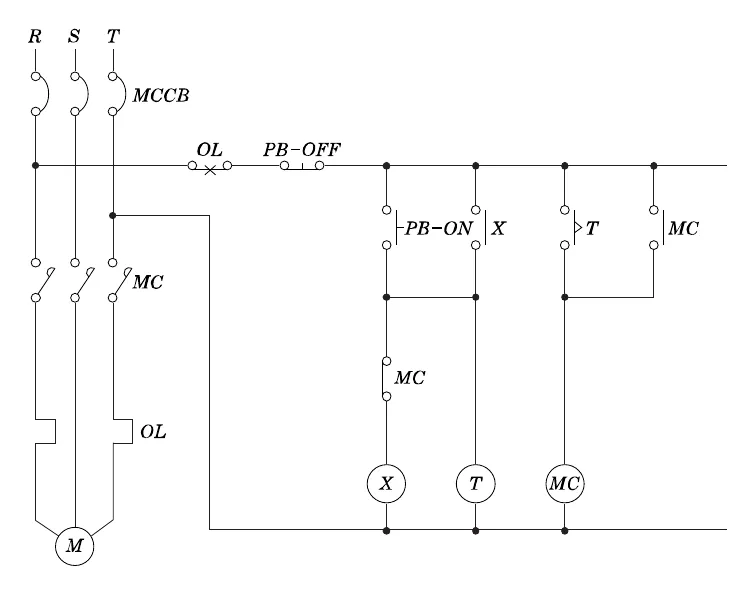 R S T
MCCB
OL PB-OFF
PB-ON X T MC
MC
MC
OL
X T MC
M